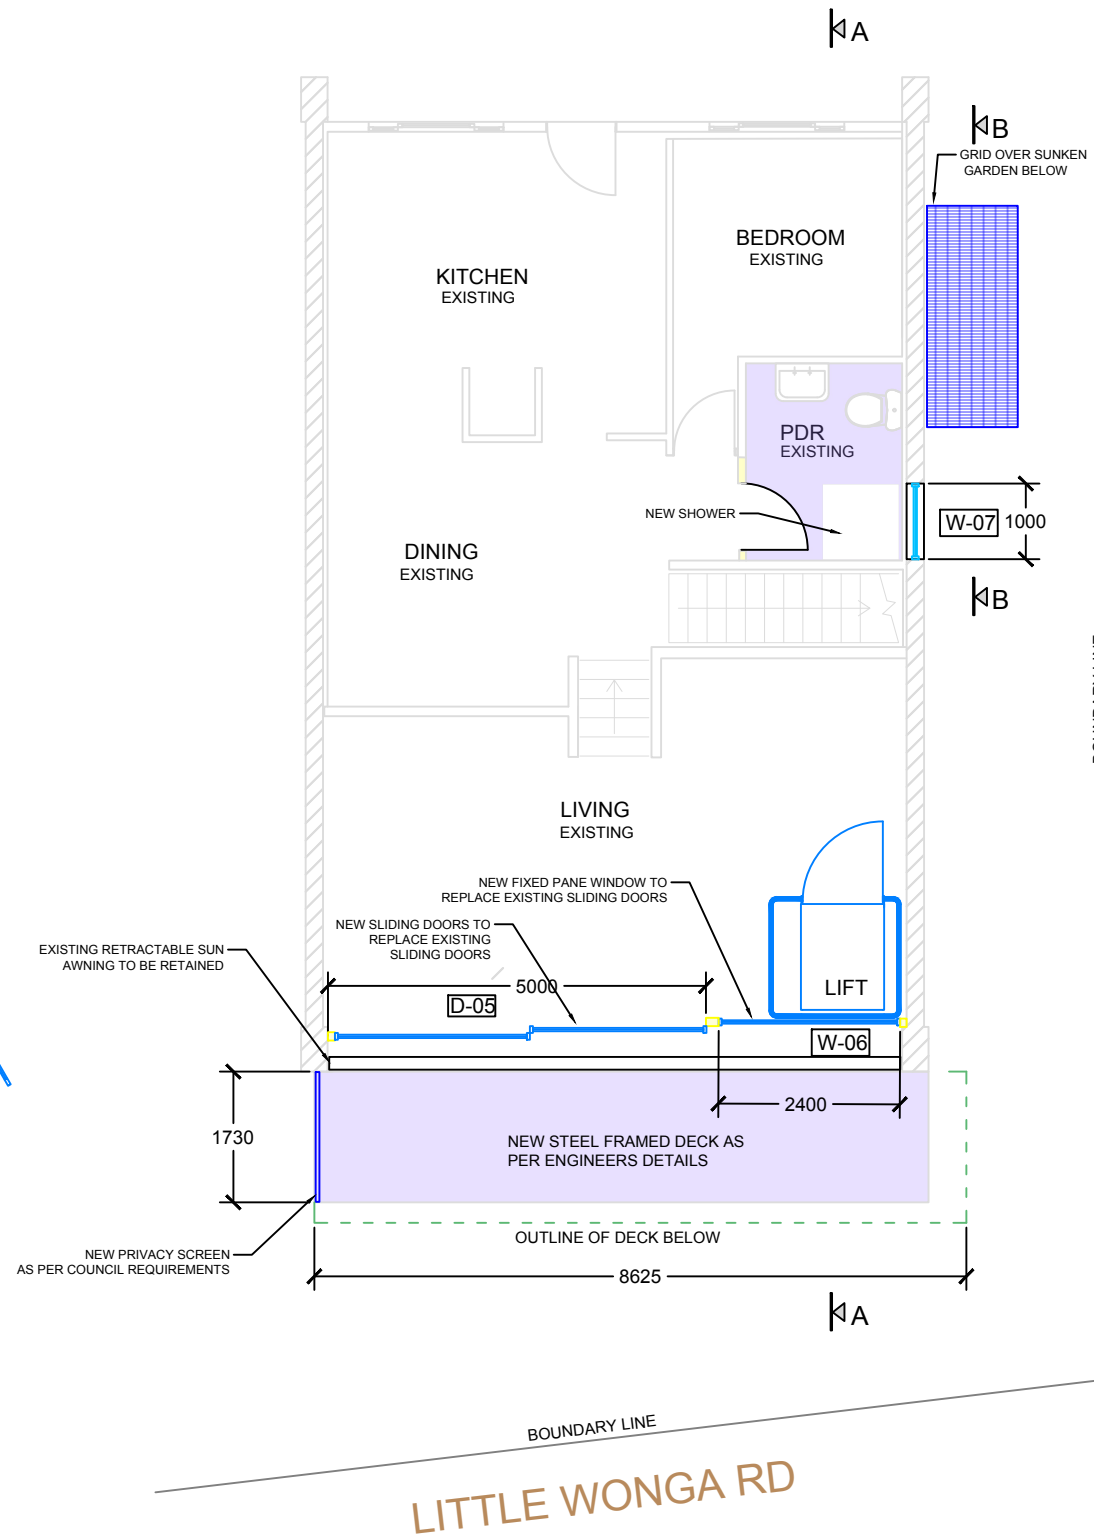 A
B
GRID OVER SUNKEN
GARDEN BELOW
BEDROOM
EXISTING
KITCHEN
EXISTING
PDR
EXISTING
NEW SHOWER
W-07
1000
DINING
EXISTING
B
BOUNDARY LINE
LIVING
EXISTING
NEW FIXED PANE WINDOW TO
REPLACE EXISTING SLIDING DOORS
NEW SLIDING DOORS TO
REPLACE EXISTING
SLIDING DOORS
EXISTING RETRACTABLE SUN
AWNING TO BE RETAINED
5000
D-05
LIFT
W-06
2400
1730
NEW STEEL FRAMED DECK AS
PER ENGINEERS DETAILS
OUTLINE OF DECK BELOW
NEW PRIVACY SCREEN
AS PER COUNCIL REQUIREMENTS
8625
A
BOUNDARY LINE
LITTLE WONGA RD